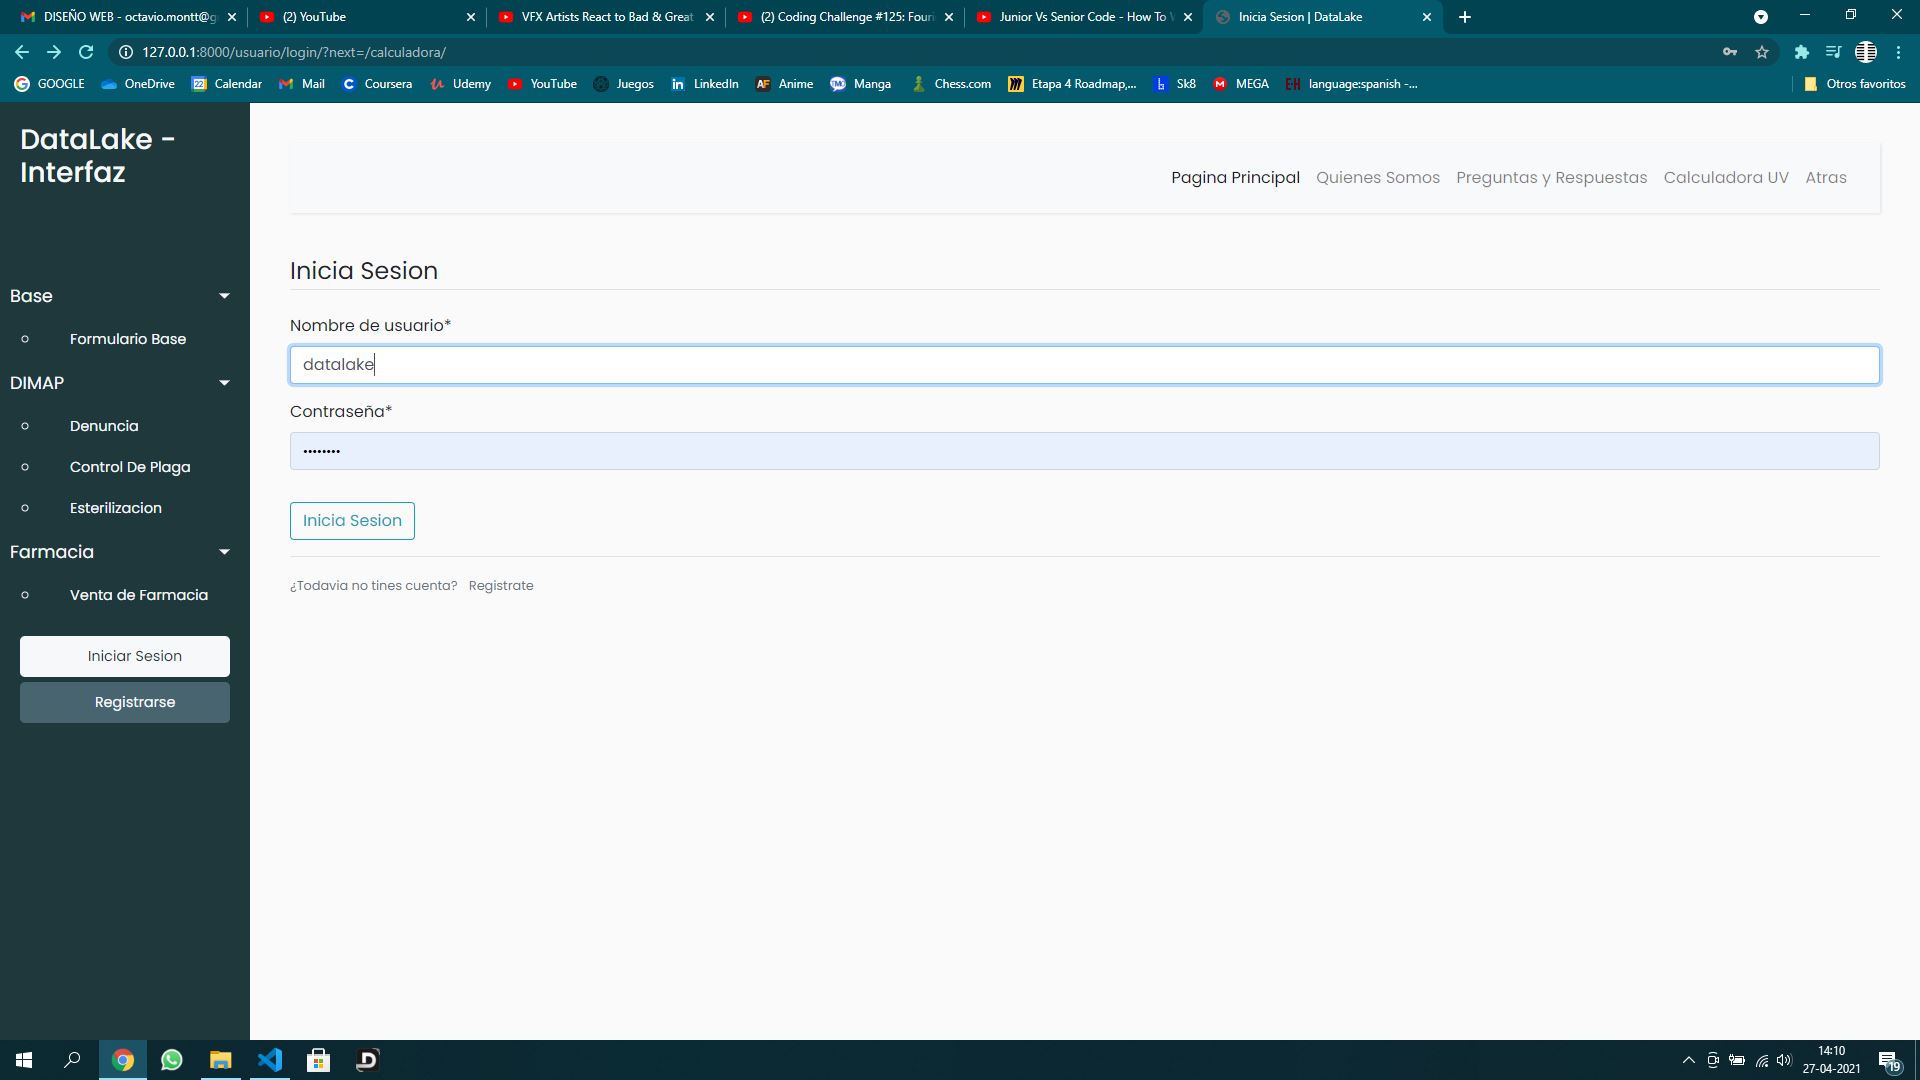 DISEÑO WEB - octavio.montt@g
(2) YouTube
VFX Artists React to Bad & Great
(2) Coding Challenge #125: Fouri
Junior Vs Senior Code - How To W
Inicia Sesion | DataLake
127.0.0.1:8000/usuario/login/?next=/calculadora/
GOOGLE
OneDrive
Calendar
Mail
Coursera
Udemy
YouTube
Juegos
LinkedIn
Anime
Manga
Chess.com
Etapa 4 Roadmap,...
Sk8
MEGA
language:spanish -...
Otros favoritos
DataLake -
Interfaz
Base
Formulario Base
DIMAP
Denuncia
Control De Plaga
Esterilizacion
Farmacia
Venta de Farmacia
Iniciar Sesion
Registrarse
Pagina Principal
Quienes Somos
Preguntas y Respuestas
Calculadora UV
Atras
Inicia Sesion
Nombre de usuario*
datalake
Contraseña*
••••••••
Inicia Sesion
¿Todavia no tines cuenta? Registrate
14:10
27-04-2021
19